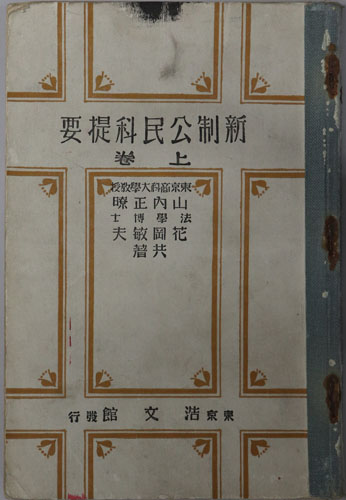 新制公民科提要
上巻
東京商科大學教授
山內正瞭
法學博士
花岡敏夫
共著
東京 浩文館 發行